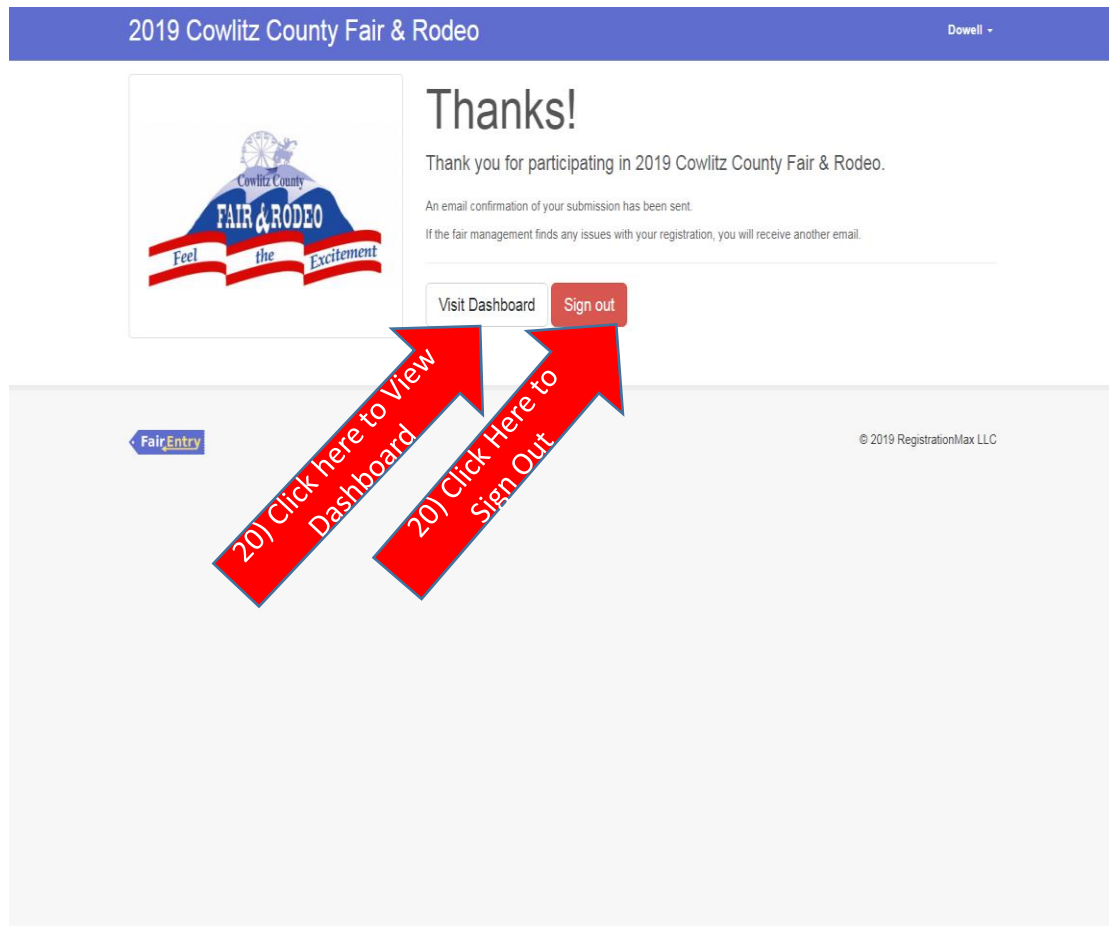 2019 Cowlitz County Fair & Rodeo
Dowell
Cowlitz County
FAIR & RODEO
Feel the Excitement
Thanks!
Thank you for participating in 2019 Cowlitz County Fair & Rodeo.
An email confirmation of your submission has been sent.
If the fair management finds any issues with your registration, you will receive another email.
Visit Dashboard
Sign out
20) Click here to View
Dashboard
20) Click Here to
Sign Out
FairEntry
© 2019 RegistrationMax LLC